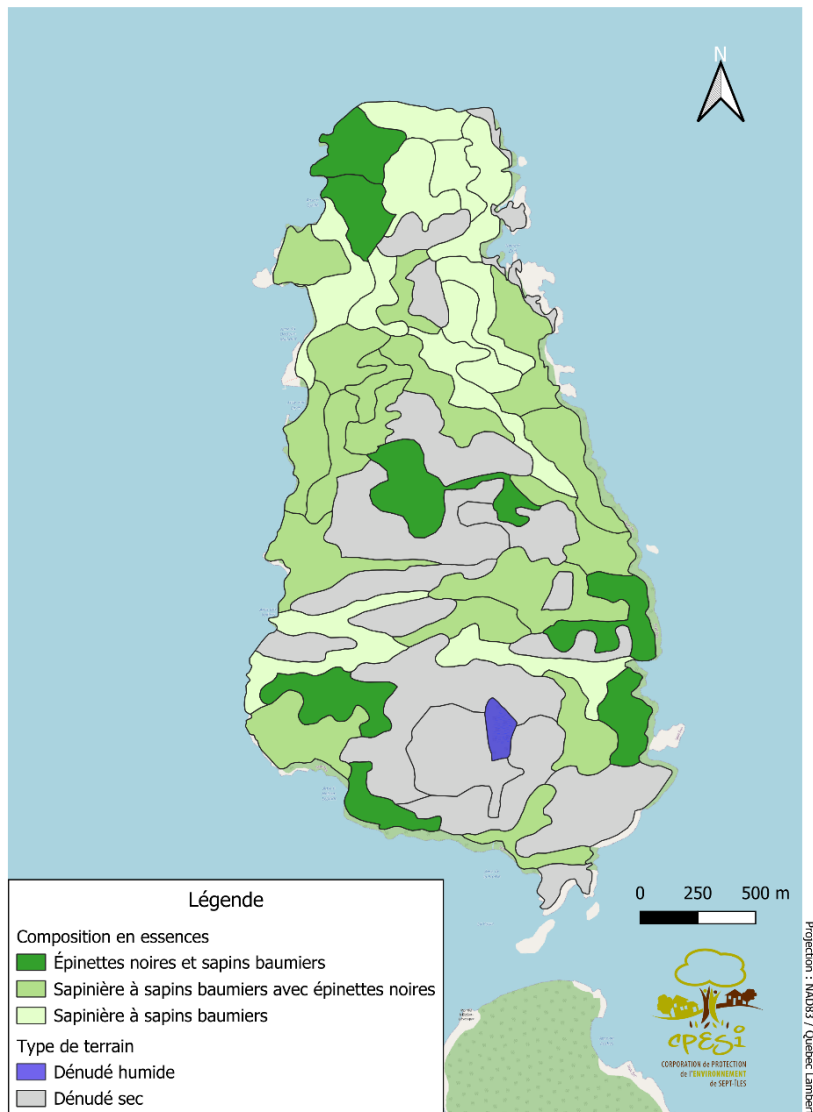 N
Légende
Composition en essences
Épinettes noires et sapins baumiers
Sapinière à sapins baumiers avec épinettes noires
Sapinière à sapins baumiers
Type de terrain
Dénudé humide
Dénudé sec
0 250 500 m
CPESI
CORPORATION de PROTECTION
de l'ENVIRONNEMENT
de SEPT-ÎLES
Projection : NAD83 / Quebec Lamber